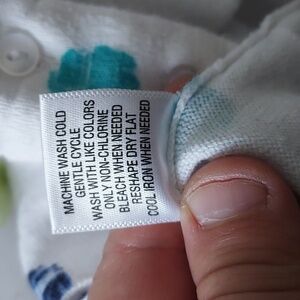 MACHINE WASH COLD
GENTLE CYCLE
WASH WITH LIKE COLORS
ONLY NON-CHLORINE
BLEACH WHEN NEEDED
RESHAPE DRY FLAT
COOL IRON WHEN NEEDED